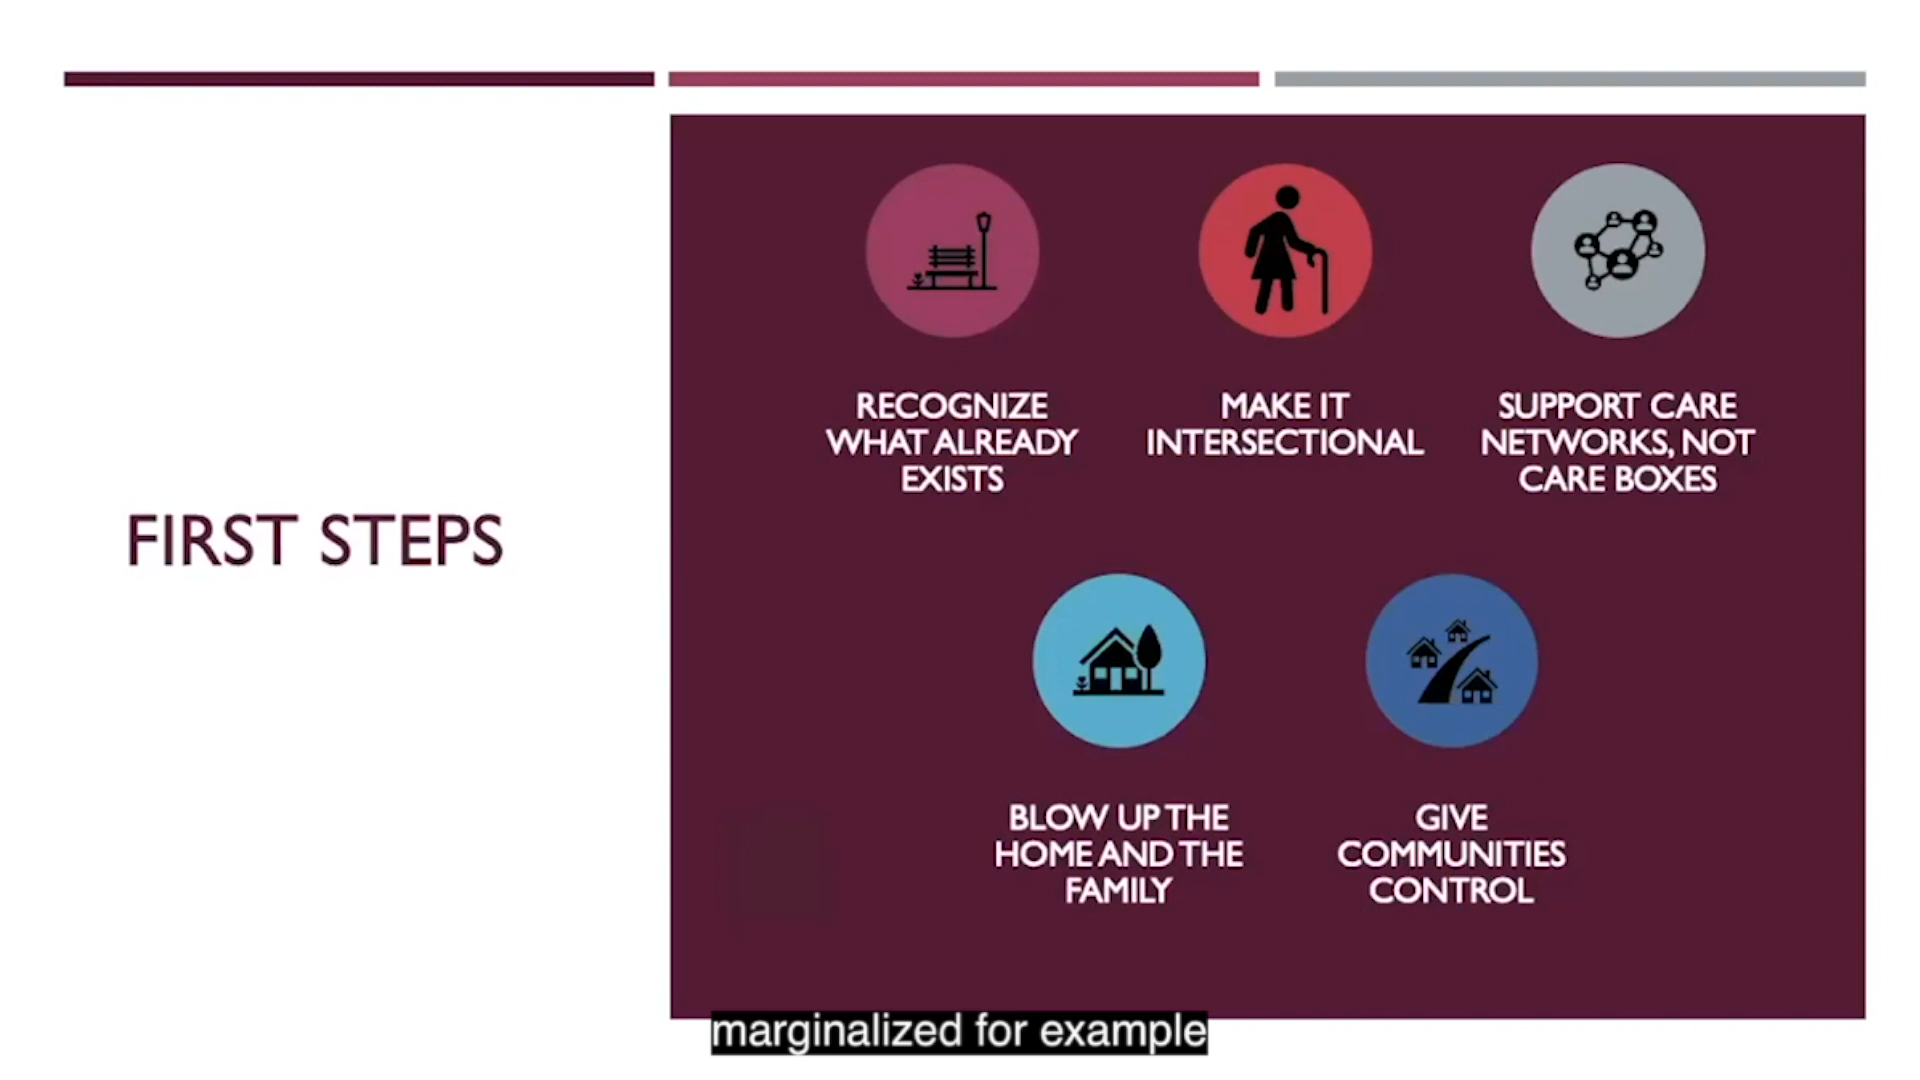 FIRST STEPS
RECOGNIZE
WHAT ALREADY
EXISTS
MAKE IT
INTERSECTIONAL
SUPPORT CARE
NETWORKS, NOT
CARE BOXES
BLOW UP THE
HOME AND THE
FAMILY
GIVE
COMMUNITIES
CONTROL
marginalized for example